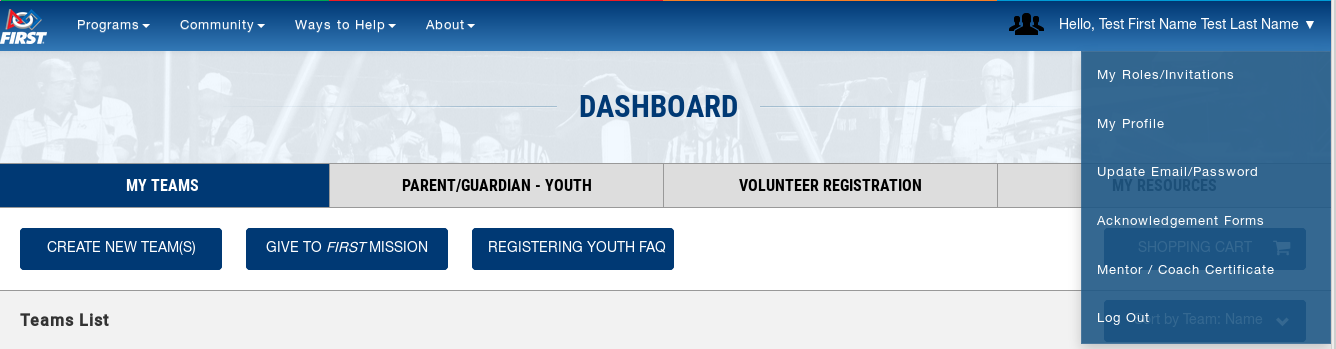 FIRST
Programs
Community
Ways to Help
About
Hello, Test First Name Test Last Name ▼
My Roles/Invitations
My Profile
Update Email/Password
Acknowledgement Forms
Mentor / Coach Certificate
Log Out
DASHBOARD
MY TEAMS
PARENT/GUARDIAN - YOUTH
VOLUNTEER REGISTRATION
MY RESOURCES
CREATE NEW TEAM(S)
GIVE TO FIRST MISSION
REGISTERING YOUTH FAQ
SHOPPING CART
Teams List
by Team: Name